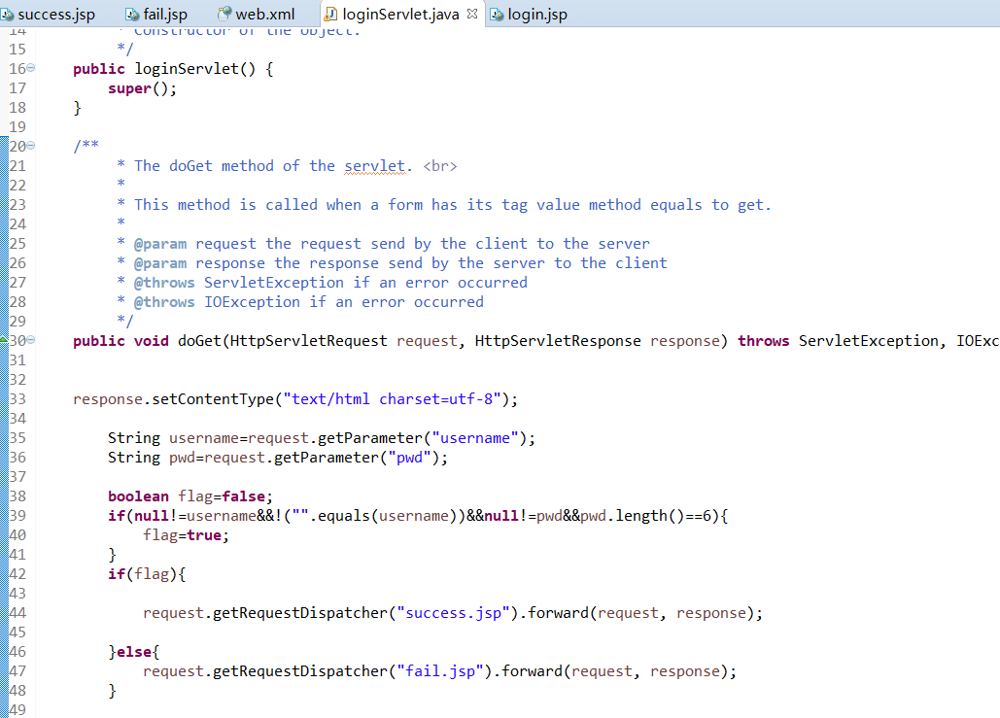 success.jsp fail.jsp web.xml loginServlet.java login.jsp
14 * Constructor of the object.
15 */
16 public loginServlet() {
17 super();
18 }
19
20 /**
21 * The doGet method of the servlet. <br>
22 *
23 * This method is called when a form has its tag value method equals to get.
24 *
25 * @param request the request send by the client to the server
26 * @param response the response send by the server to the client
27 * @throws ServletException if an error occurred
28 * @throws IOException if an error occurred
29 */
30 public void doGet(HttpServletRequest request, HttpServletResponse response) throws ServletException, IOExc
31
32
33 response.setContentType("text/html charset=utf-8");
34
35 String username=request.getParameter("username");
36 String pwd=request.getParameter("pwd");
37
38 boolean flag=false;
39 if(null!=username&&!("".equals(username))&&null!=pwd&&pwd.length()==6){
40 flag=true;
41 }
42 if(flag){
43
44 request.getRequestDispatcher("success.jsp").forward(request, response);
45
46 }else{
47 request.getRequestDispatcher("fail.jsp").forward(request, response);
48 }
49